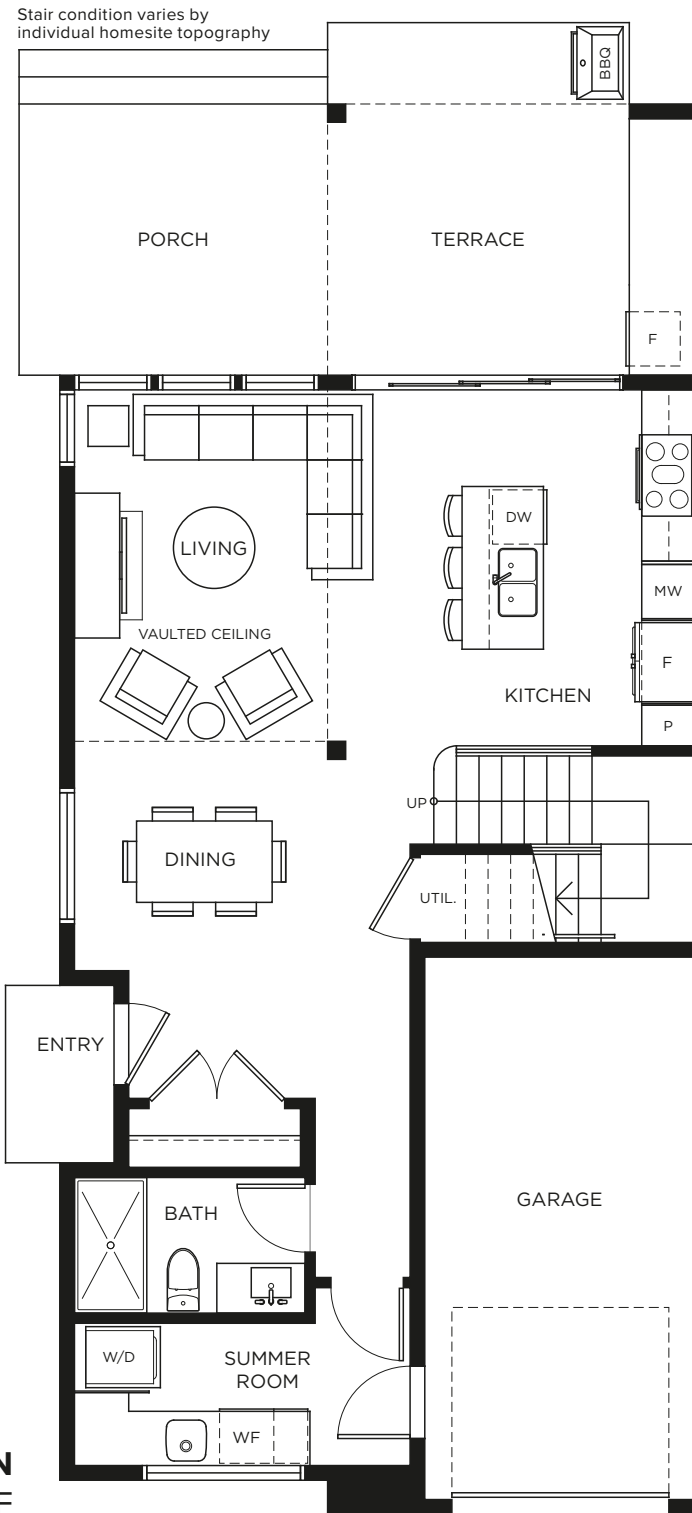 Stair condition varies by
individual homesite topography
BBQ
PORCH
TERRACE
F
DW
LIVING
MW
VAULTED CEILING
F
KITCHEN
P
UP
DINING
UTIL.
ENTRY
GARAGE
BATH
W/D
SUMMER
ROOM
WF
N